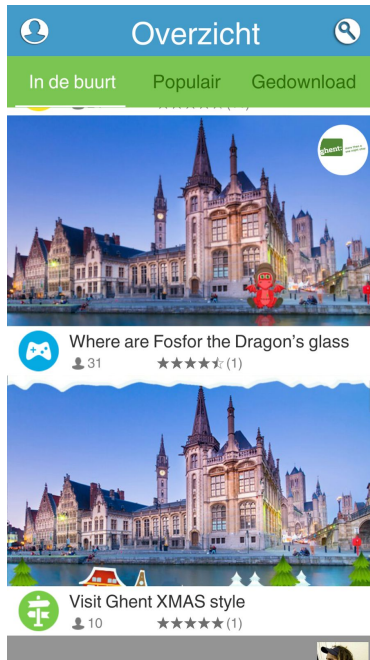 Overzicht
In de buurt Populair Gedownload
ghent:
Where are Fosfor the Dragon's glass
31 ★★★★⯪ (1)
Visit Ghent XMAS style
10 ★★★★★ (1)